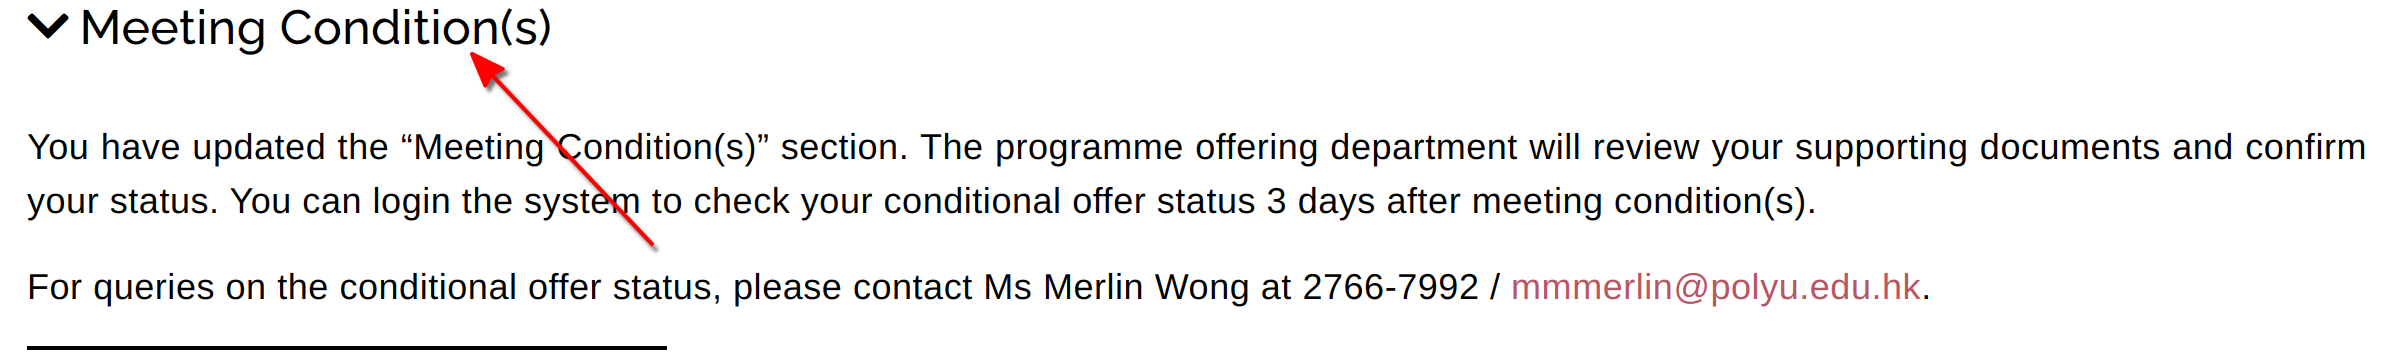 Meeting Condition(s)
You have updated the “Meeting Condition(s)” section. The programme offering department will review your supporting documents and confirm
your status. You can login the system to check your conditional offer status 3 days after meeting condition(s).
For queries on the conditional offer status, please contact Ms Merlin Wong at 2766-7992 / mmmerlin@polyu.edu.hk.